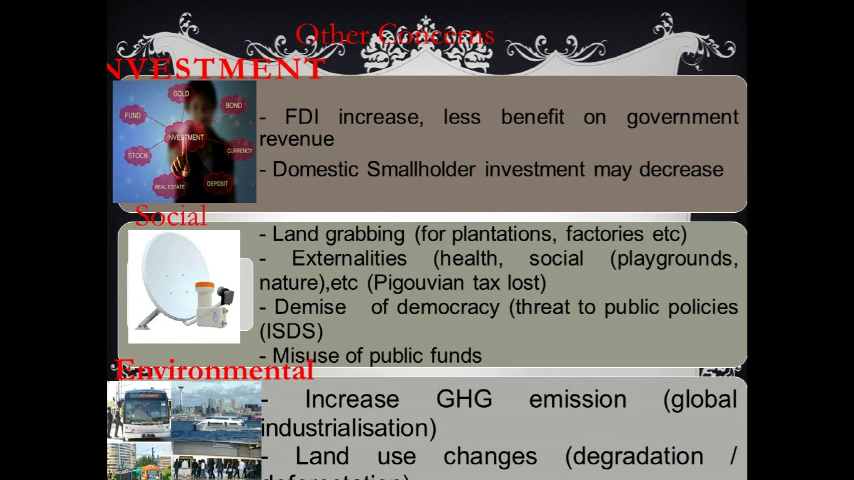 Other Concerns
NVESTMENT
GOLD
BOND
FUND
INVESTMENT
CURRENCY
STOCK
REAL ESTATE
DEPOSIT
- FDI increase, less benefit on government
revenue
- Domestic Smallholder investment may decrease
Social
- Land grabbing (for plantations, factories etc)
- Externalities (health, social (playgrounds,
nature),etc (Pigouvian tax lost)
- Demise of democracy (threat to public policies
(ISDS)
- Misuse of public funds
Environmental
- Increase GHG emission (global
industrialisation)
- Land use changes (degradation /
deforestation)